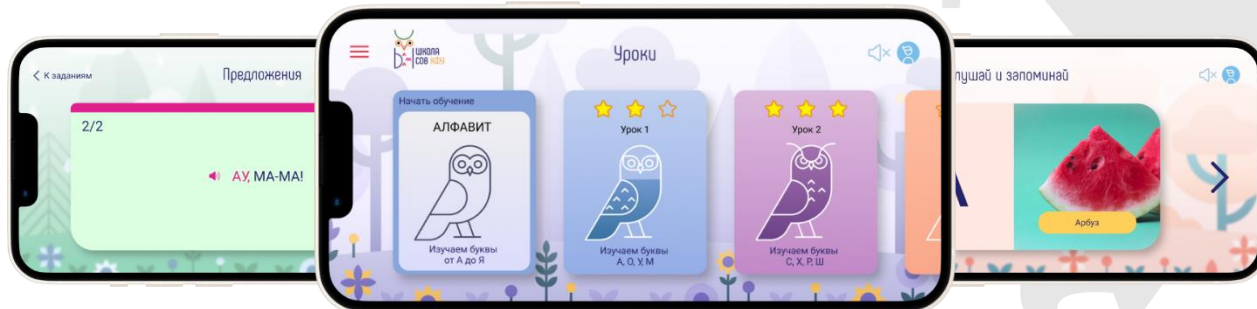 К заданиям
Предложения
2/2
АУ, МА-МА!
ШКОЛА
СОВ КФУ
Уроки
Начать обучение
АЛФАВИТ
Изучаем буквы
от А до Я
Урок 1
Изучаем буквы
А, О, У, М
Урок 2
Изучаем буквы
С, Х, Р, Ш
лушай и запоминай
Арбуз